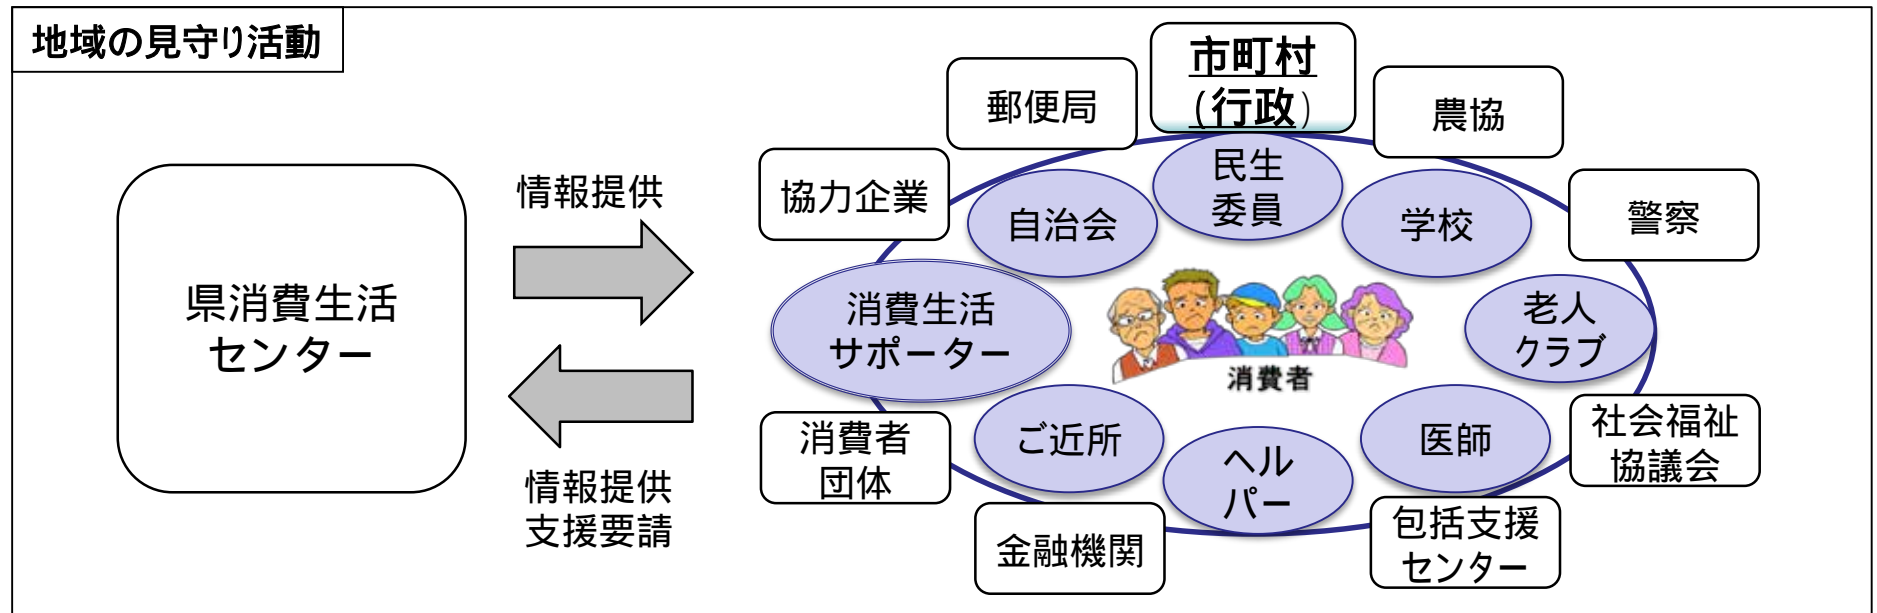 地域の見守り活動
県消費生活
センター
情報提供
情報提供
支援要請
市町村
(行政)
郵便局
農協
協力企業
警察
民生
委員
自治会
学校
消費生活
サポーター
老人
クラブ
消費者
ご近所
ヘル
パー
医師
消費者
団体
社会福祉
協議会
金融機関
包括支援
センター